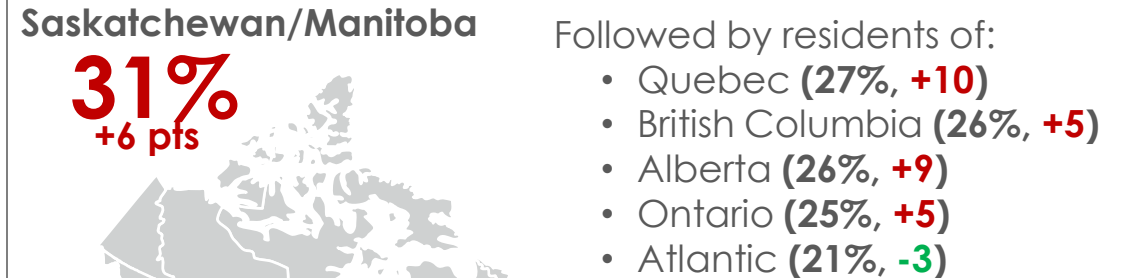 Saskatchewan/Manitoba
31%
+6 pts
Followed by residents of:
• Quebec (27%, +10)
• British Columbia (26%, +5)
• Alberta (26%, +9)
• Ontario (25%, +5)
• Atlantic (21%, -3)